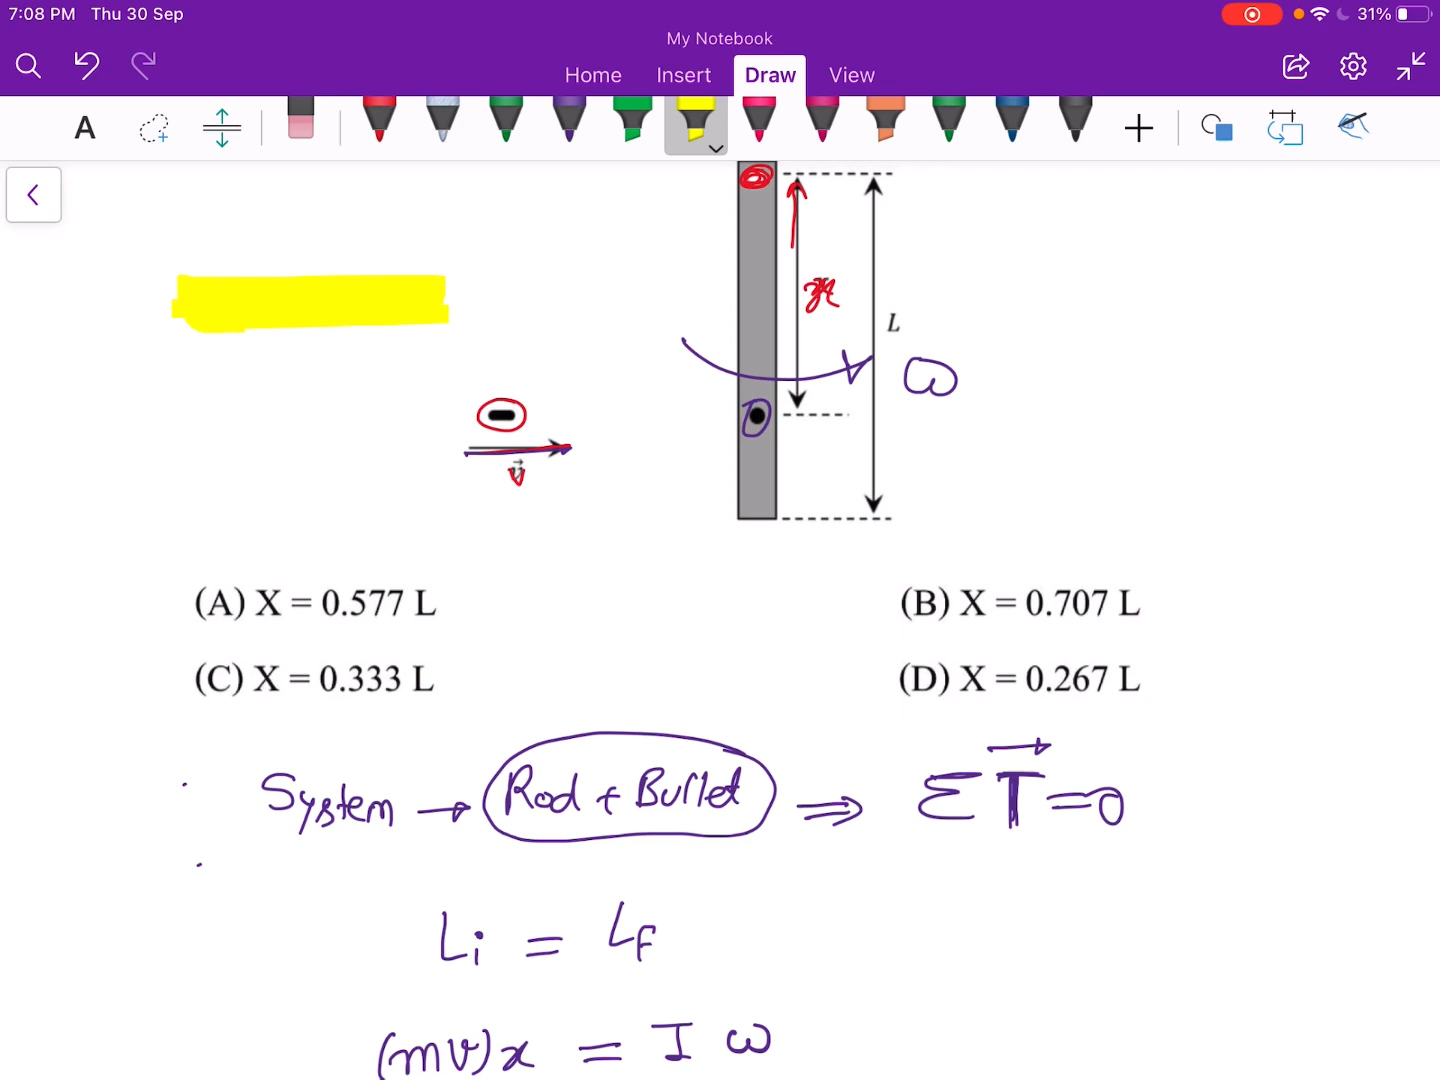 7:08 PM Thu 30 Sep
31%
My Notebook
Home Insert Draw View
A
x
L
ω
v⃗
(A) X = 0.577 L
(B) X = 0.707 L
(C) X = 0.333 L
(D) X = 0.267 L
System → Rod + Bullet ⇒ Στ⃗ = 0
Li = Lf
(mv)x = I ω